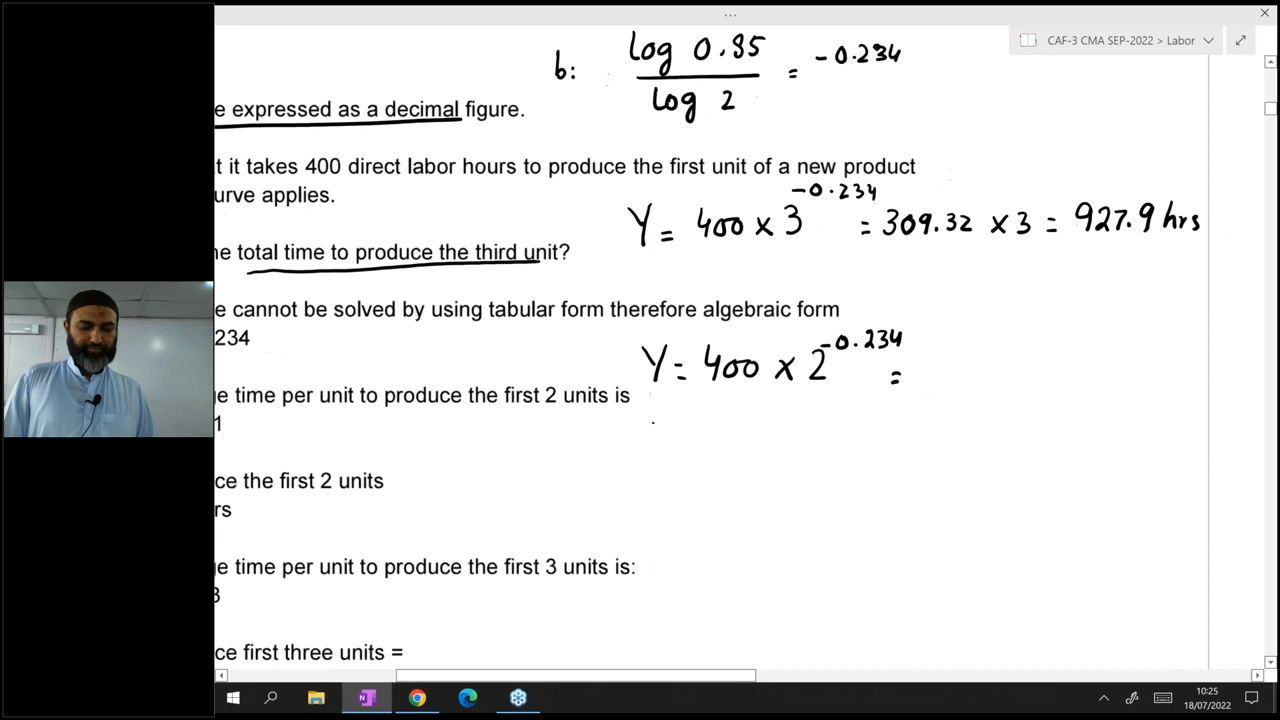 CAF-3 CMA SEP-2022 > Labor
b: log 0.85 / log 2 = -0.234
e expressed as a decimal figure.
t it takes 400 direct labor hours to produce the first unit of a new product
urve applies.
Y = 400 x 3^-0.234 = 309.32 x 3 = 927.9 hrs
e total time to produce the third unit?
e cannot be solved by using tabular form therefore algebraic form
234
Y = 400 x 2^-0.234 =
e time per unit to produce the first 2 units is
1
ce the first 2 units
rs
e time per unit to produce the first 3 units is:
3
ce first three units =
10:25
18/07/2022